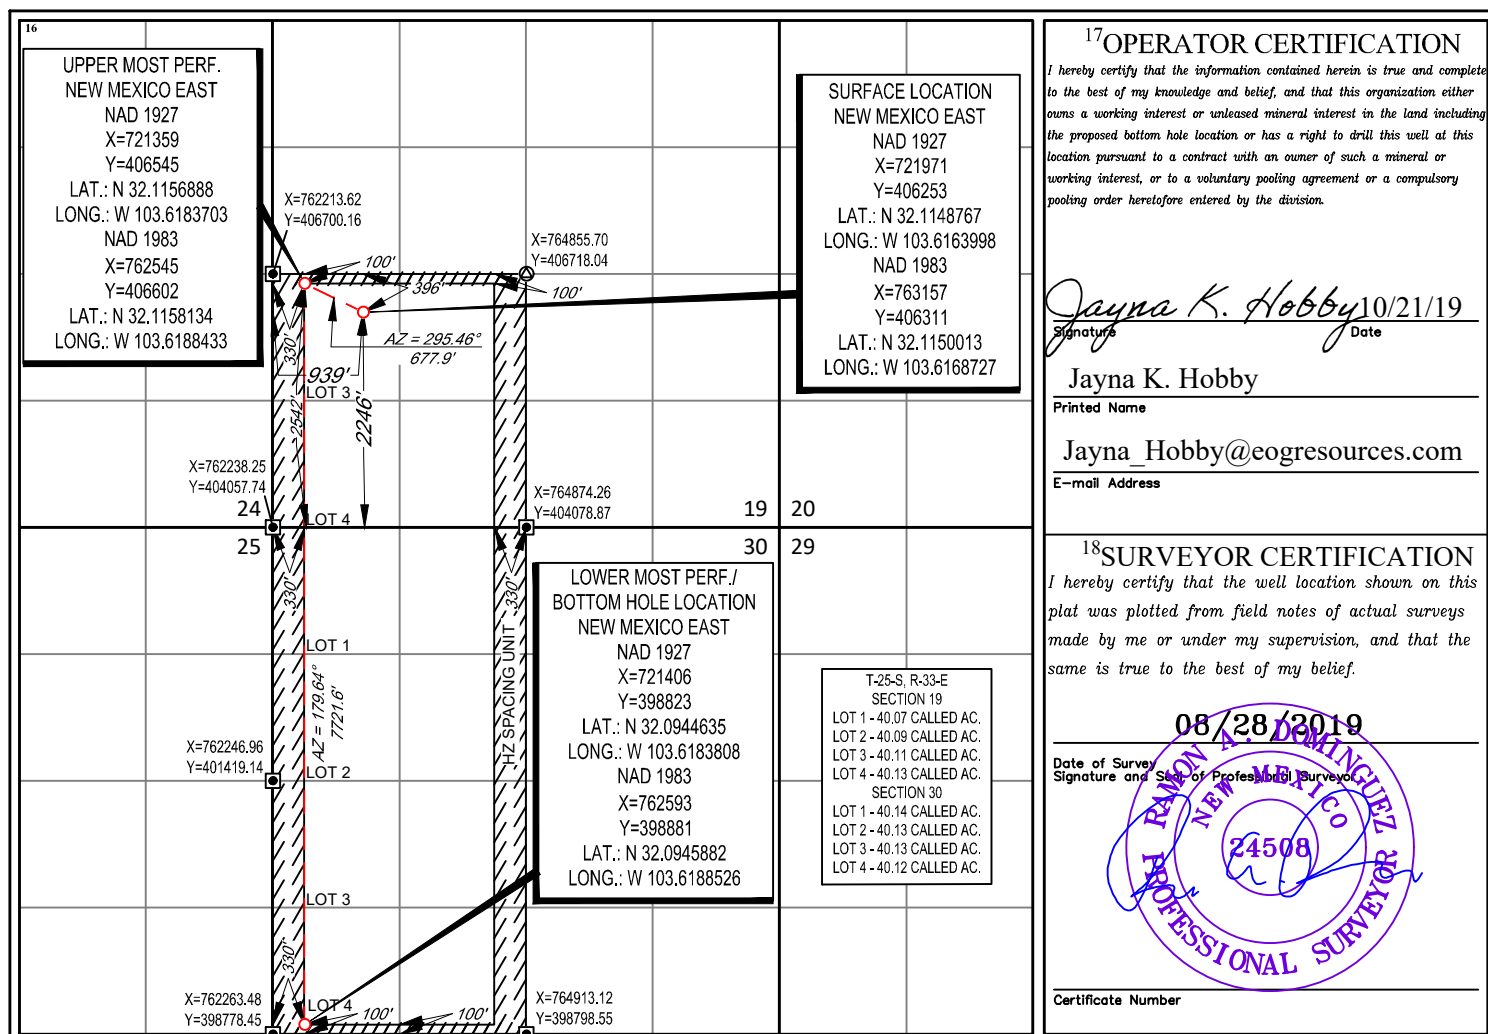 16
UPPER MOST PERF.
NEW MEXICO EAST
NAD 1927
X=721359
Y=406545
LAT.: N 32.1156888
LONG.: W 103.6183703
NAD 1983
X=762545
Y=406602
LAT.: N 32.1158134
LONG.: W 103.6188433
X=762213.62
Y=406700.16
X=764855.70
Y=406718.04
SURFACE LOCATION
NEW MEXICO EAST
NAD 1927
X=721971
Y=406253
LAT.: N 32.1148767
LONG.: W 103.6163998
NAD 1983
X=763157
Y=406311
LAT.: N 32.1150013
LONG.: W 103.6168727
100'
396'
100'
AZ = 295.46°
677.9'
330'
939'
LOT 3
2542'
2246'
X=762238.25
Y=404057.74
X=764874.26
Y=404078.87
24
LOT 4
19
20
25
30
29
330'
330'
LOWER MOST PERF./
BOTTOM HOLE LOCATION
NEW MEXICO EAST
NAD 1927
X=721406
Y=398823
LAT.: N 32.0944635
LONG.: W 103.6183808
NAD 1983
X=762593
Y=398881
LAT.: N 32.0945882
LONG.: W 103.6188526
LOT 1
HZ SPACING UNIT
AZ = 179.64°
7721.6'
X=762246.96
Y=401419.14
LOT 2
T-25-S, R-33-E
SECTION 19
LOT 1 - 40.07 CALLED AC.
LOT 2 - 40.09 CALLED AC.
LOT 3 - 40.11 CALLED AC.
LOT 4 - 40.13 CALLED AC.
SECTION 30
LOT 1 - 40.14 CALLED AC.
LOT 2 - 40.13 CALLED AC.
LOT 3 - 40.13 CALLED AC.
LOT 4 - 40.12 CALLED AC.
LOT 3
330'
X=762263.48
Y=398778.45
LOT 4
100'
100'
X=764913.12
Y=398798.55
17OPERATOR CERTIFICATION
I hereby certify that the information contained herein is true and complete
to the best of my knowledge and belief, and that this organization either
owns a working interest or unleased mineral interest in the land including
the proposed bottom hole location or has a right to drill this well at this
location pursuant to a contract with an owner of such a mineral or
working interest, or to a voluntary pooling agreement or a compulsory
pooling order heretofore entered by the division.
Jayna K. Hobby 10/21/19
Signature Date
Jayna K. Hobby
Printed Name
Jayna_Hobby@eogresources.com
E-mail Address
18SURVEYOR CERTIFICATION
I hereby certify that the well location shown on this
plat was plotted from field notes of actual surveys
made by me or under my supervision, and that the
same is true to the best of my belief.
08/28/2019
Date of Survey
Signature and Seal of Professional Surveyor
RAMON A. DOMINGUEZ
NEW MEXICO
24508
PROFESSIONAL SURVEYOR
Certificate Number